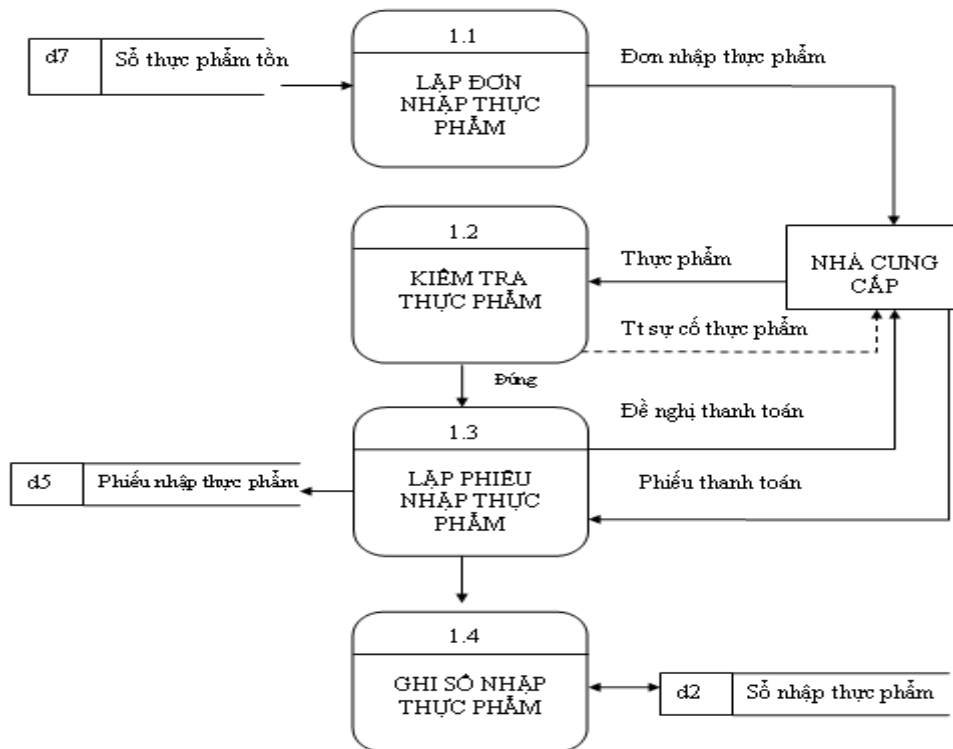 1.1
d7 Sổ thực phẩm tồn
Đơn nhập thực phẩm
LẬP ĐƠN
NHẬP THỰC
PHẨM
1.2
Thực phẩm
NHÀ CUNG
CẤP
KIỂM TRA
THỰC PHẨM
Tt sự cố thực phẩm
Đúng
Đề nghị thanh toán
1.3
d5 Phiếu nhập thực phẩm
LẬP PHIẾU
NHẬP THỰC
PHẨM
Phiếu thanh toán
1.4
GHI SỔ NHẬP
THỰC PHẨM
d2 Sổ nhập thực phẩm